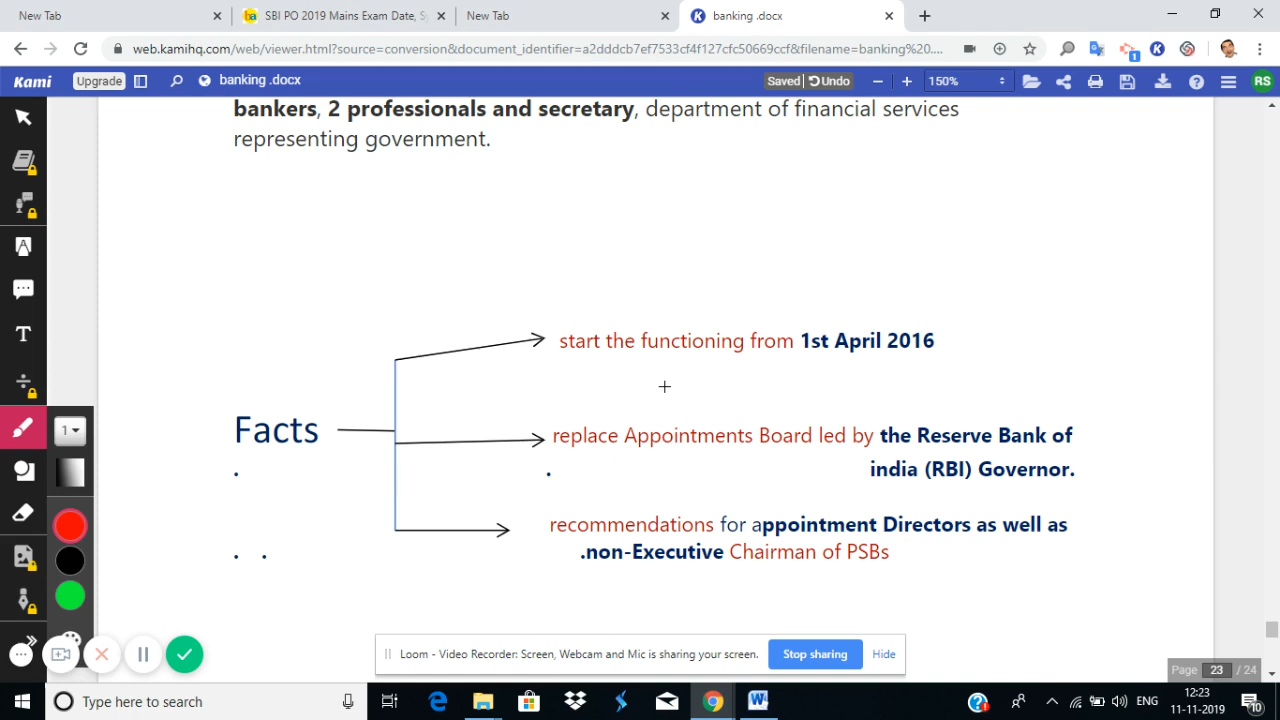 New Tab
SBI PO 2019 Mains Exam Date, Sy
New Tab
banking .docx
web.kamihq.com/web/viewer.html?source=conversion&document_identifier=a2dddcb7ef7533cf4f127cfc50669ccf&filename=banking%20....
Kami Upgrade banking .docx Saved Undo 150% RS
bankers, 2 professionals and secretary, department of financial services
representing government.
start the functioning from 1st April 2016
Facts
replace Appointments Board led by the Reserve Bank of
india (RBI) Governor.
recommendations for appointment Directors as well as
.non-Executive Chairman of PSBs
1
Loom - Video Recorder: Screen, Webcam and Mic is sharing your screen. Stop sharing Hide
Page 23 / 24
Type here to search
ENG
12:23
11-11-2019
10